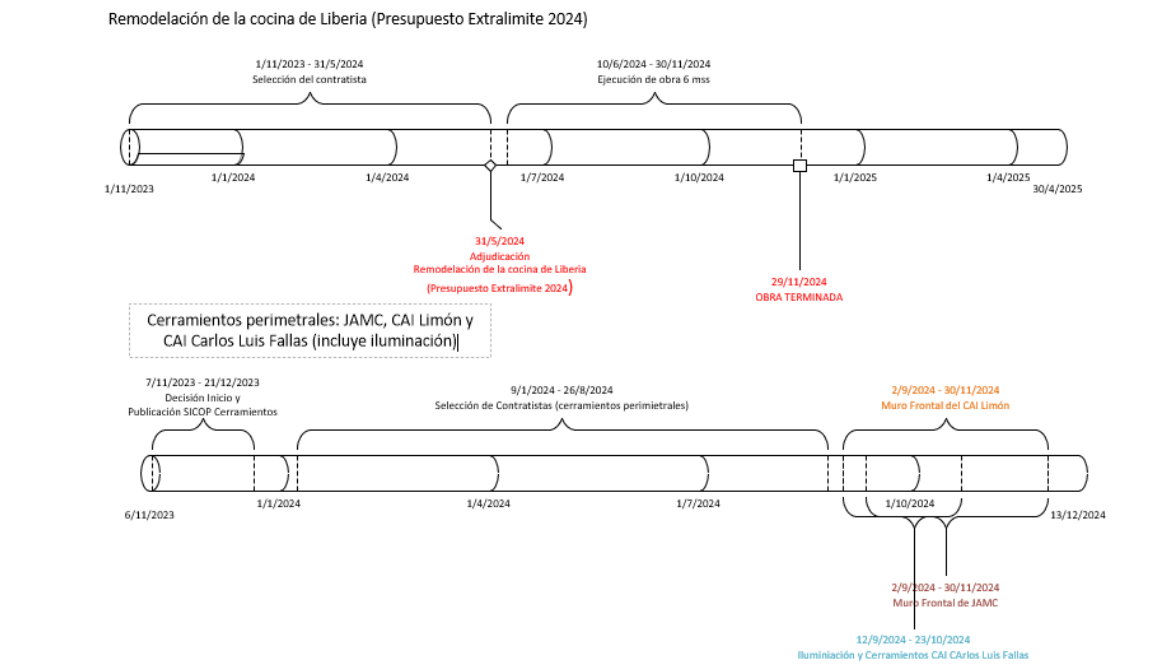 Remodelación de la cocina de Liberia (Presupuesto Extralimite 2024)
1/11/2023 - 31/5/2024
Selección del contratista
10/6/2024 - 30/11/2024
Ejecución de obra 6 mss
1/11/2023
1/1/2024
1/4/2024
1/7/2024
1/10/2024
1/1/2025
1/4/2025
30/4/2025
31/5/2024
Adjudicación
Remodelación de la cocina de Liberia
(Presupuesto Extralimite 2024)
29/11/2024
OBRA TERMINADA
Cerramientos perimetrales: JAMC, CAI Limón y
CAI Carlos Luis Fallas (incluye iluminación)
7/11/2023 - 21/12/2023
Decisión Inicio y
Publicación SICOP Cerramientos
9/1/2024 - 26/8/2024
Selección de Contratistas (cerramientos perimietrales)
2/9/2024 - 30/11/2024
Muro Frontal del CAI Limón
6/11/2023
1/1/2024
1/4/2024
1/7/2024
1/10/2024
13/12/2024
2/9/2024 - 30/11/2024
Muro Frontal de JAMC
12/9/2024 - 23/10/2024
Iluminiación y Cerramientos CAI CArlos Luis Fallas